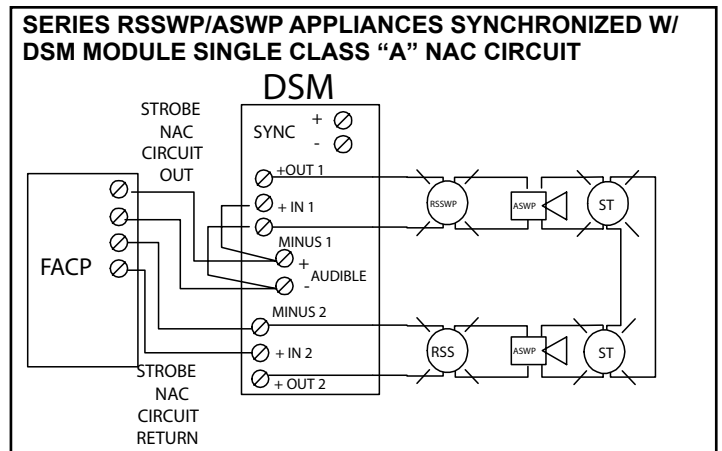 SERIES RSSWP/ASWP APPLIANCES SYNCHRONIZED W/
DSM MODULE SINGLE CLASS “A” NAC CIRCUIT
DSM
STROBE
NAC
CIRCUIT
OUT
SYNC
+
-
+OUT 1
+ IN 1
MINUS 1
+
AUDIBLE
-
MINUS 2
+ IN 2
+ OUT 2
FACP
STROBE
NAC
CIRCUIT
RETURN
RSSWP
ASWP
ST
RSS
ASWP
ST